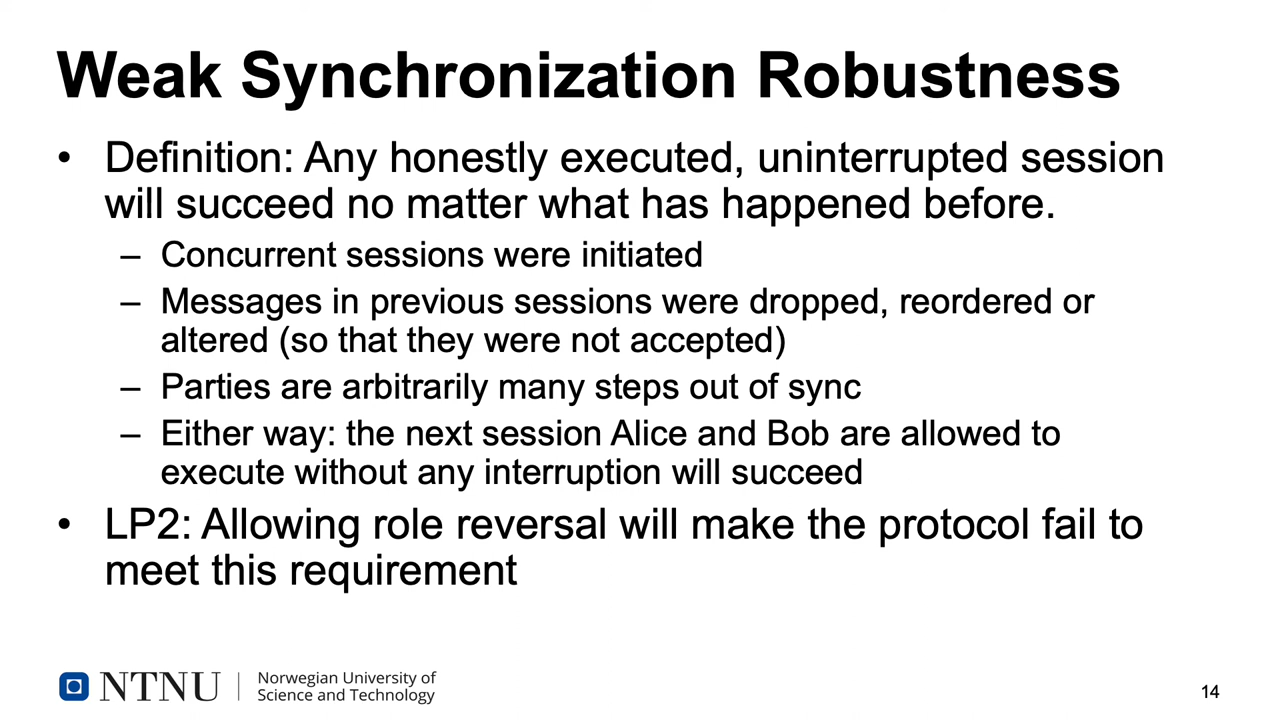 Weak Synchronization Robustness
• Definition: Any honestly executed, uninterrupted session
will succeed no matter what has happened before.
– Concurrent sessions were initiated
– Messages in previous sessions were dropped, reordered or
altered (so that they were not accepted)
– Parties are arbitrarily many steps out of sync
– Either way: the next session Alice and Bob are allowed to
execute without any interruption will succeed
• LP2: Allowing role reversal will make the protocol fail to
meet this requirement
NTNU
Norwegian University of
Science and Technology
14